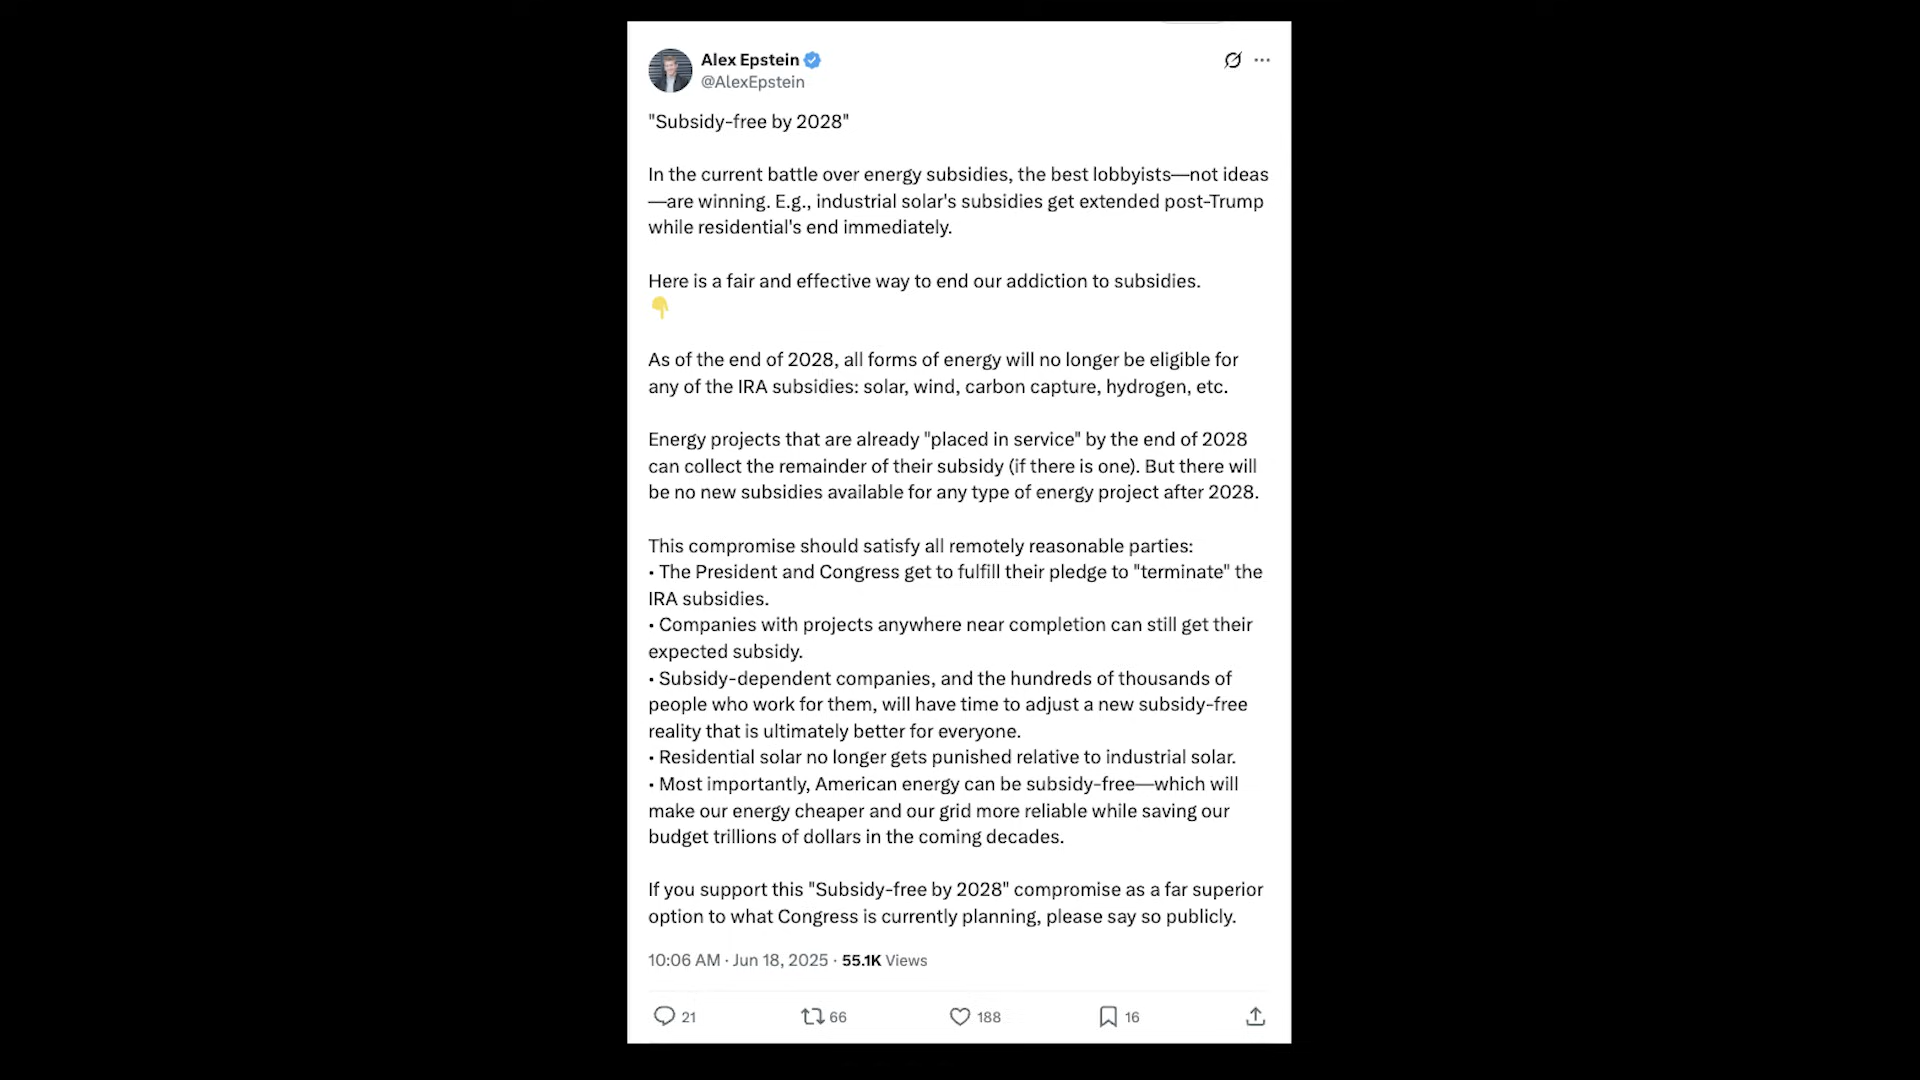 Alex Epstein
@AlexEpstein
"Subsidy-free by 2028"
In the current battle over energy subsidies, the best lobbyists—not ideas
—are winning. E.g., industrial solar's subsidies get extended post-Trump
while residential's end immediately.
Here is a fair and effective way to end our addiction to subsidies.
👇
As of the end of 2028, all forms of energy will no longer be eligible for
any of the IRA subsidies: solar, wind, carbon capture, hydrogen, etc.
Energy projects that are already "placed in service" by the end of 2028
can collect the remainder of their subsidy (if there is one). But there will
be no new subsidies available for any type of energy project after 2028.
This compromise should satisfy all remotely reasonable parties:
• The President and Congress get to fulfill their pledge to "terminate" the
IRA subsidies.
• Companies with projects anywhere near completion can still get their
expected subsidy.
• Subsidy-dependent companies, and the hundreds of thousands of
people who work for them, will have time to adjust a new subsidy-free
reality that is ultimately better for everyone.
• Residential solar no longer gets punished relative to industrial solar.
• Most importantly, American energy can be subsidy-free—which will
make our energy cheaper and our grid more reliable while saving our
budget trillions of dollars in the coming decades.
If you support this "Subsidy-free by 2028" compromise as a far superior
option to what Congress is currently planning, please say so publicly.
10:06 AM · Jun 18, 2025 · 55.1K Views
21 66 188 16